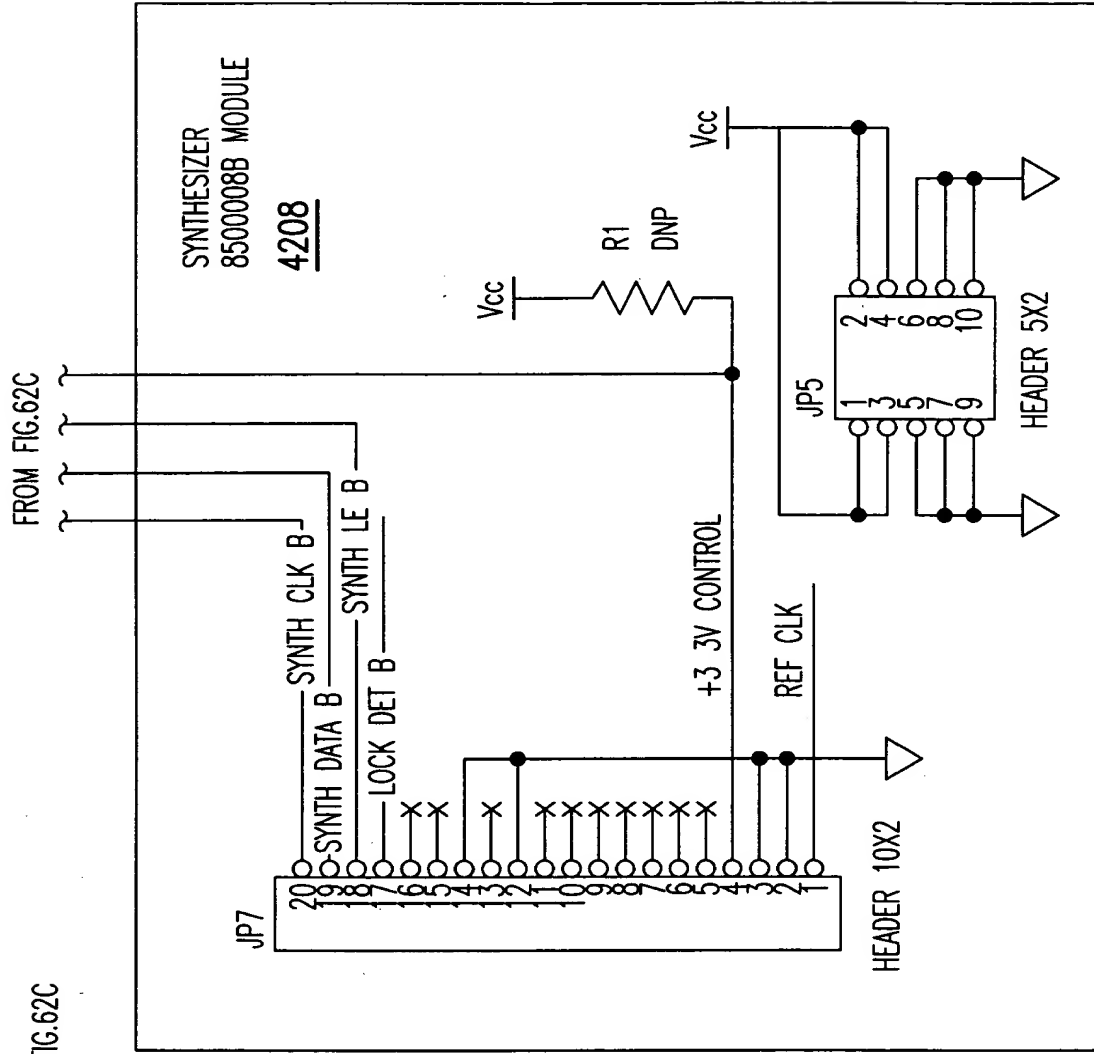 FROM FIG.62C
FIG.62C
SYNTHESIZER
8500008B MODULE
4208
SYNTH CLK B
SYNTH DATA B
SYNTH LE B
LOCK DET B
JP7
20
19
18
17
16
15
14
13
12
11
10
9
8
7
6
5
4
3
2
1
HEADER 10X2
+3 3V CONTROL
REF CLK
Vcc
R1
DNP
Vcc
JP5
1 2
3 4
5 6
7 8
9 10
HEADER 5X2